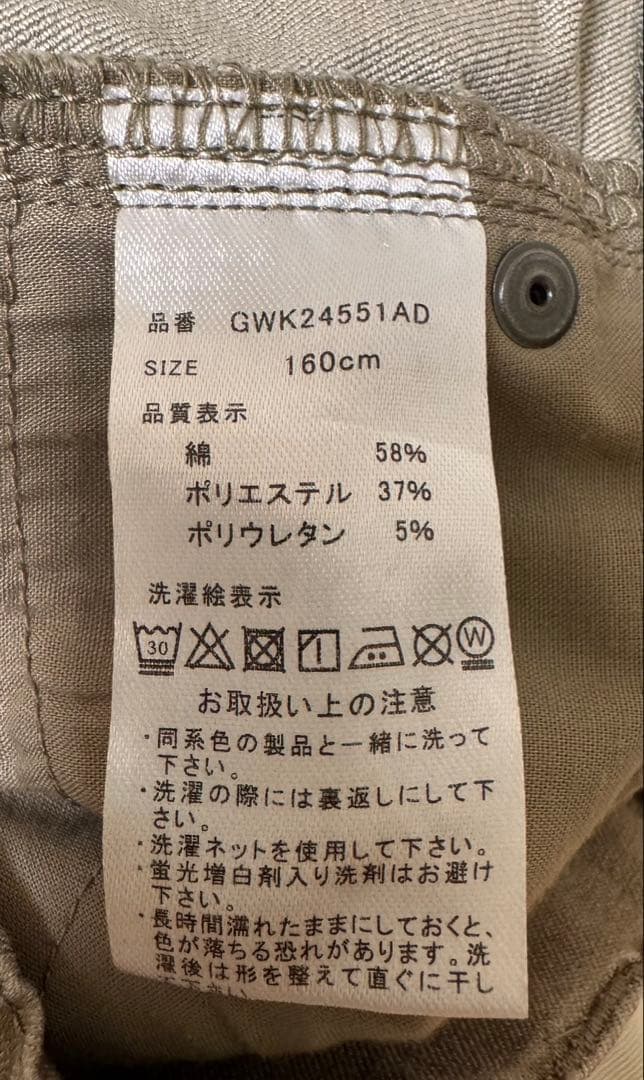 品番 GWK24551AD
SIZE 160cm
品質表示
綿 58%
ポリエステル 37%
ポリウレタン 5%
洗濯絵表示
30 W
お取扱い上の注意
・同系色の製品と一緒に洗って
下さい。
・洗濯の際には裏返しにして下
さい。
・洗濯ネットを使用して下さい。
・蛍光増白剤入り洗剤はお避け
下さい。
・長時間濡れたままにしておくと、
色が落ちる恐れがあります。洗
濯後は形を整えて直ぐに干し